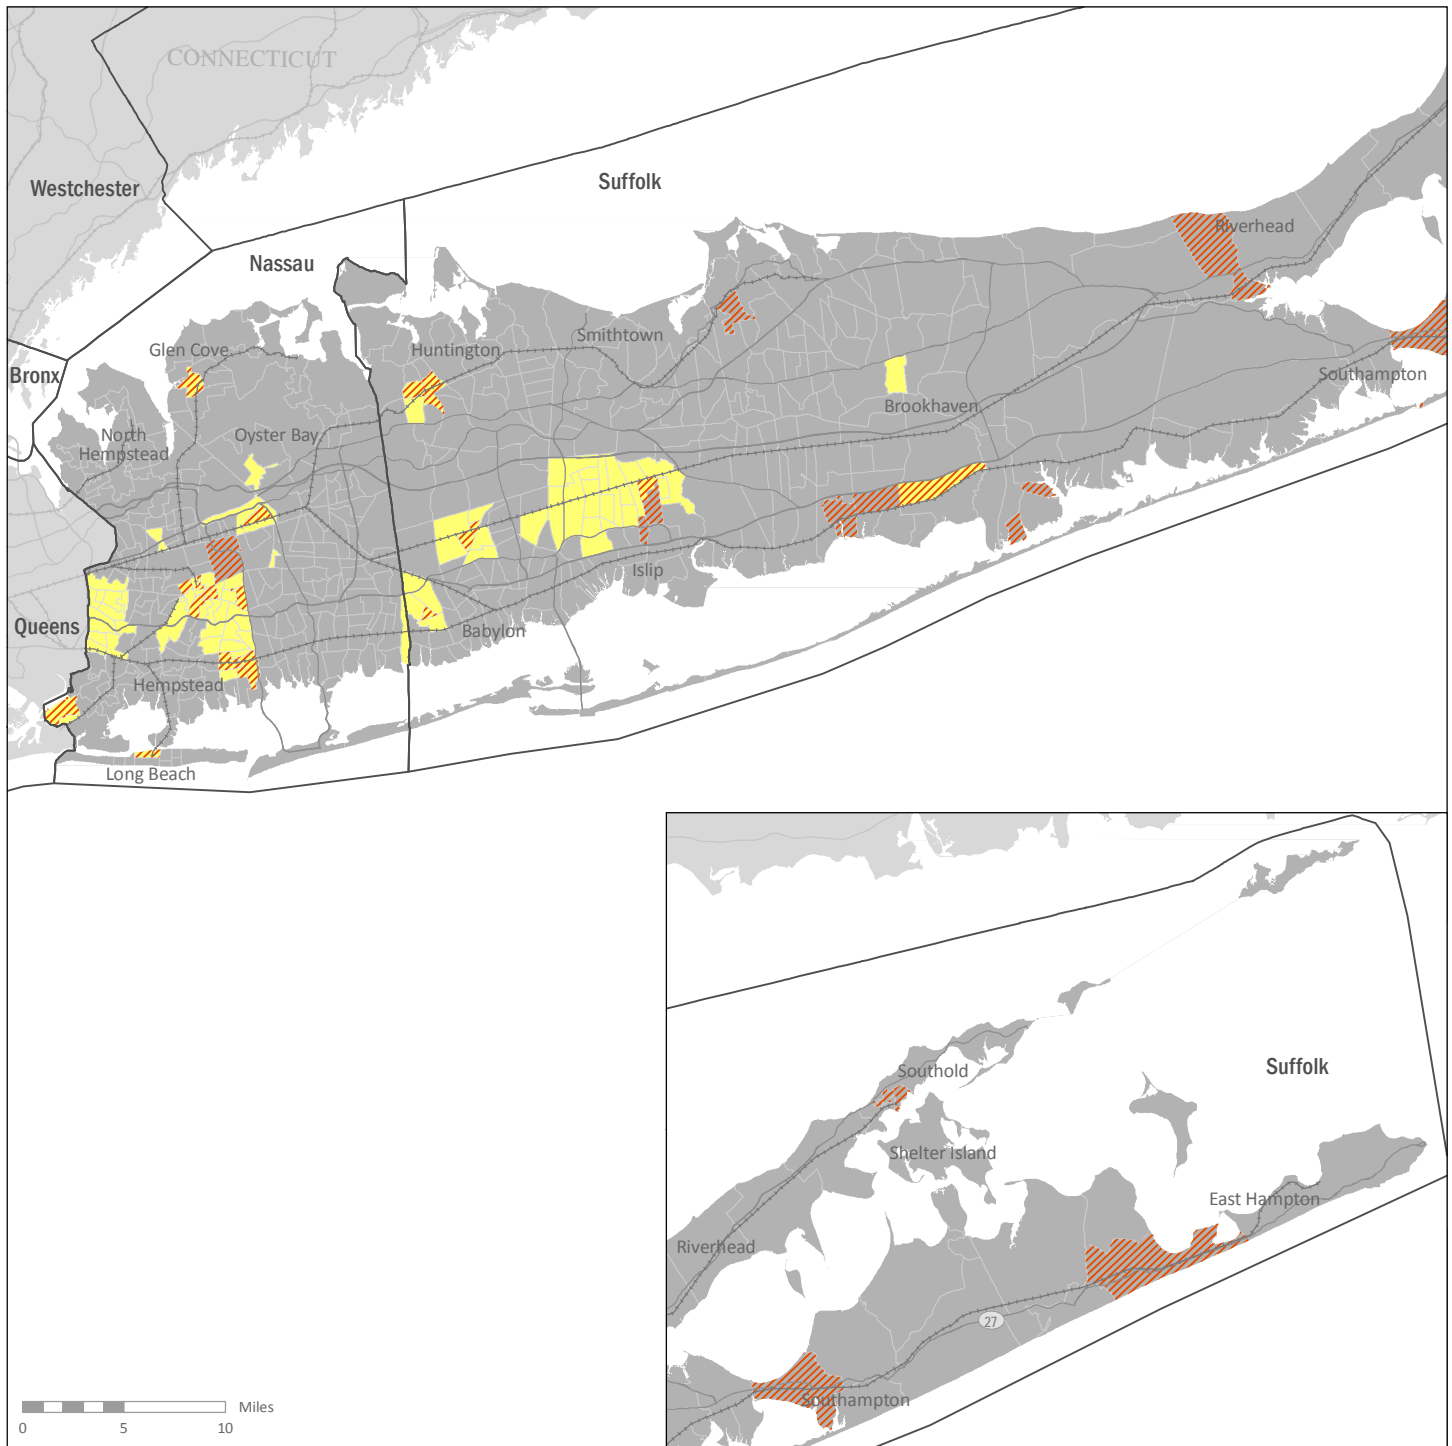 CONNECTICUT
Westchester
Suffolk
Riverhead
Nassau
Smithtown
Glen Cove
Huntington
Bronx
Southampton
Brookhaven
North
Hempstead
Oyster Bay
Islip
Queens
Babylon
Hempstead
Long Beach
Suffolk
Southold
Shelter Island
East Hampton
Riverhead
27
Southampton
Miles
0 5 10